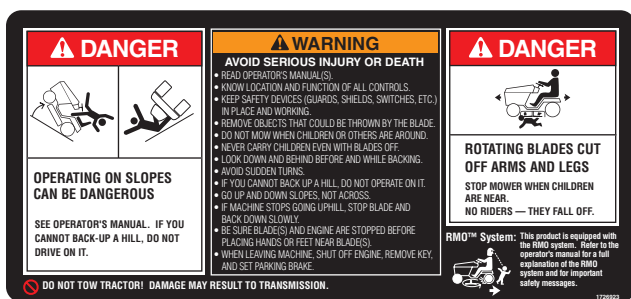 DANGER
OPERATING ON SLOPES
CAN BE DANGEROUS
SEE OPERATOR'S MANUAL. IF YOU
CANNOT BACK-UP A HILL, DO NOT
DRIVE ON IT.
WARNING
AVOID SERIOUS INJURY OR DEATH
• READ OPERATOR'S MANUAL(S).
• KNOW LOCATION AND FUNCTION OF ALL CONTROLS.
• KEEP SAFETY DEVICES (GUARDS, SHIELDS, SWITCHES, ETC.)
IN PLACE AND WORKING.
• REMOVE OBJECTS THAT COULD BE THROWN BY THE BLADE.
• DO NOT MOW WHEN CHILDREN OR OTHERS ARE AROUND.
• NEVER CARRY CHILDREN EVEN WITH BLADES OFF.
• LOOK DOWN AND BEHIND BEFORE AND WHILE BACKING.
• AVOID SUDDEN TURNS.
• IF YOU CANNOT BACK UP A HILL, DO NOT OPERATE ON IT.
• GO UP AND DOWN SLOPES, NOT ACROSS.
• IF MACHINE STOPS GOING UPHILL, STOP BLADE AND
BACK DOWN SLOWLY.
• BE SURE BLADE(S) AND ENGINE ARE STOPPED BEFORE
PLACING HANDS OR FEET NEAR BLADE(S).
• WHEN LEAVING MACHINE, SHUT OFF ENGINE, REMOVE KEY,
AND SET PARKING BRAKE.
DANGER
ROTATING BLADES CUT
OFF ARMS AND LEGS
STOP MOWER WHEN CHILDREN
ARE NEAR.
NO RIDERS — THEY FALL OFF.
RMO™ System: This product is equipped with
the RMO system. Refer to the
operator's manual for a full
explanation of the RMO
system and for important
safety messages.
DO NOT TOW TRACTOR! DAMAGE MAY RESULT TO TRANSMISSION.
1726923